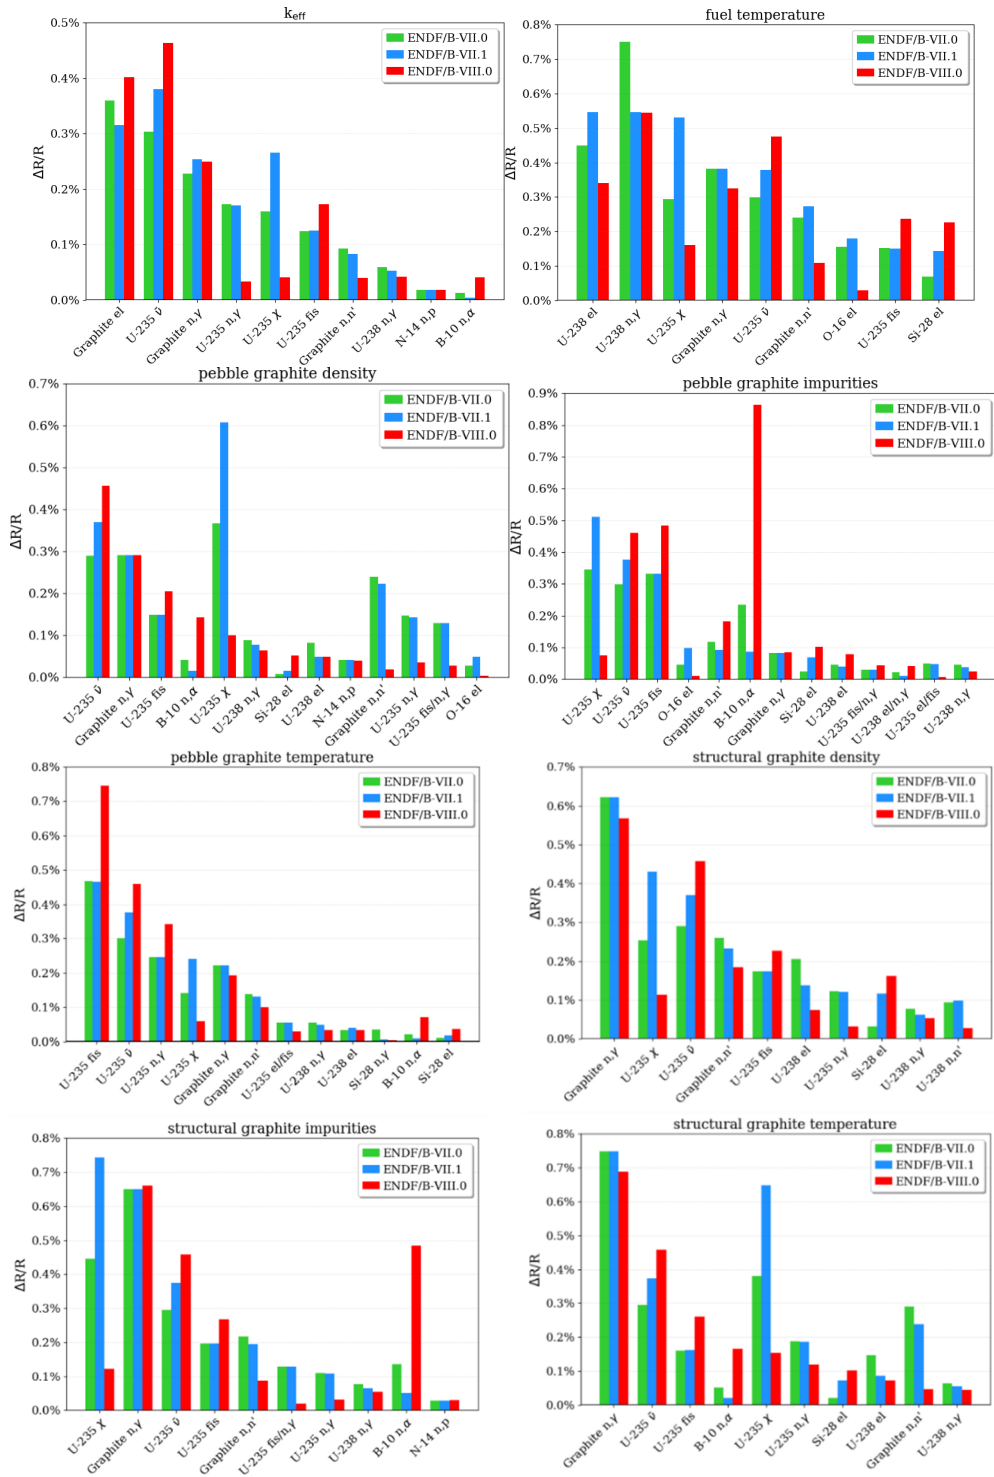 k_eff
0.5%
0.4%
0.3%
0.2%
0.1%
0.0%
ΔR/R
ENDF/B-VII.0
ENDF/B-VII.1
ENDF/B-VIII.0
Graphite el
U-235 ν̄
Graphite n,γ
U-235 n,γ
U-235 χ
U-235 fis
Graphite n,n'
U-238 n,γ
N-14 n,p
B-10 n,α
fuel temperature
0.8%
0.7%
0.6%
0.5%
0.4%
0.3%
0.2%
0.1%
0.0%
ΔR/R
ENDF/B-VII.0
ENDF/B-VII.1
ENDF/B-VIII.0
U-238 el
U-238 n,γ
U-235 χ
Graphite n,γ
U-235 ν̄
Graphite n,n'
O-16 el
U-235 fis
Si-28 el
pebble graphite density
0.7%
0.6%
0.5%
0.4%
0.3%
0.2%
0.1%
0.0%
ΔR/R
ENDF/B-VII.0
ENDF/B-VII.1
ENDF/B-VIII.0
U-235 ν̄
Graphite n,γ
U-235 fis
B-10 n,α
U-235 χ
U-238 n,γ
Si-28 el
U-238 el
N-14 n,p
Graphite n,n'
U-235 n,γ
U-235 fis/n,γ
O-16 el
pebble graphite impurities
0.9%
0.8%
0.7%
0.6%
0.5%
0.4%
0.3%
0.2%
0.1%
0.0%
ΔR/R
ENDF/B-VII.0
ENDF/B-VII.1
ENDF/B-VIII.0
U-235 χ
U-235 ν̄
U-235 fis
O-16 el
Graphite n,n'
B-10 n,α
Graphite n,γ
Si-28 el
U-238 el
U-235 fis/n,γ
U-238 el/n,γ
U-235 el/fis
U-238 n,γ
pebble graphite temperature
0.8%
0.7%
0.6%
0.5%
0.4%
0.3%
0.2%
0.1%
0.0%
ΔR/R
ENDF/B-VII.0
ENDF/B-VII.1
ENDF/B-VIII.0
U-235 fis
U-235 ν̄
U-235 n,γ
U-235 χ
Graphite n,γ
Graphite n,n'
U-235 el/fis
U-238 n,γ
U-238 el
Si-28 n,γ
B-10 n,α
Si-28 el
structural graphite density
0.7%
0.6%
0.5%
0.4%
0.3%
0.2%
0.1%
0.0%
ΔR/R
ENDF/B-VII.0
ENDF/B-VII.1
ENDF/B-VIII.0
Graphite n,γ
U-235 χ
U-235 ν̄
Graphite n,n'
U-235 fis
U-238 el
U-235 n,γ
Si-28 el
U-238 n,γ
U-238 n,n'
structural graphite impurities
0.8%
0.7%
0.6%
0.5%
0.4%
0.3%
0.2%
0.1%
0.0%
ΔR/R
ENDF/B-VII.0
ENDF/B-VII.1
ENDF/B-VIII.0
U-235 χ
Graphite n,γ
U-235 ν̄
U-235 fis
Graphite n,n'
U-235 fis/n,γ
U-235 n,γ
U-238 n,γ
B-10 n,α
N-14 n,p
structural graphite temperature
0.8%
0.7%
0.6%
0.5%
0.4%
0.3%
0.2%
0.1%
0.0%
ΔR/R
ENDF/B-VII.0
ENDF/B-VII.1
ENDF/B-VIII.0
Graphite n,γ
U-235 ν̄
U-235 fis
B-10 n,α
U-235 χ
U-235 n,γ
Si-28 el
U-238 el
Graphite n,n'
U-238 n,γ